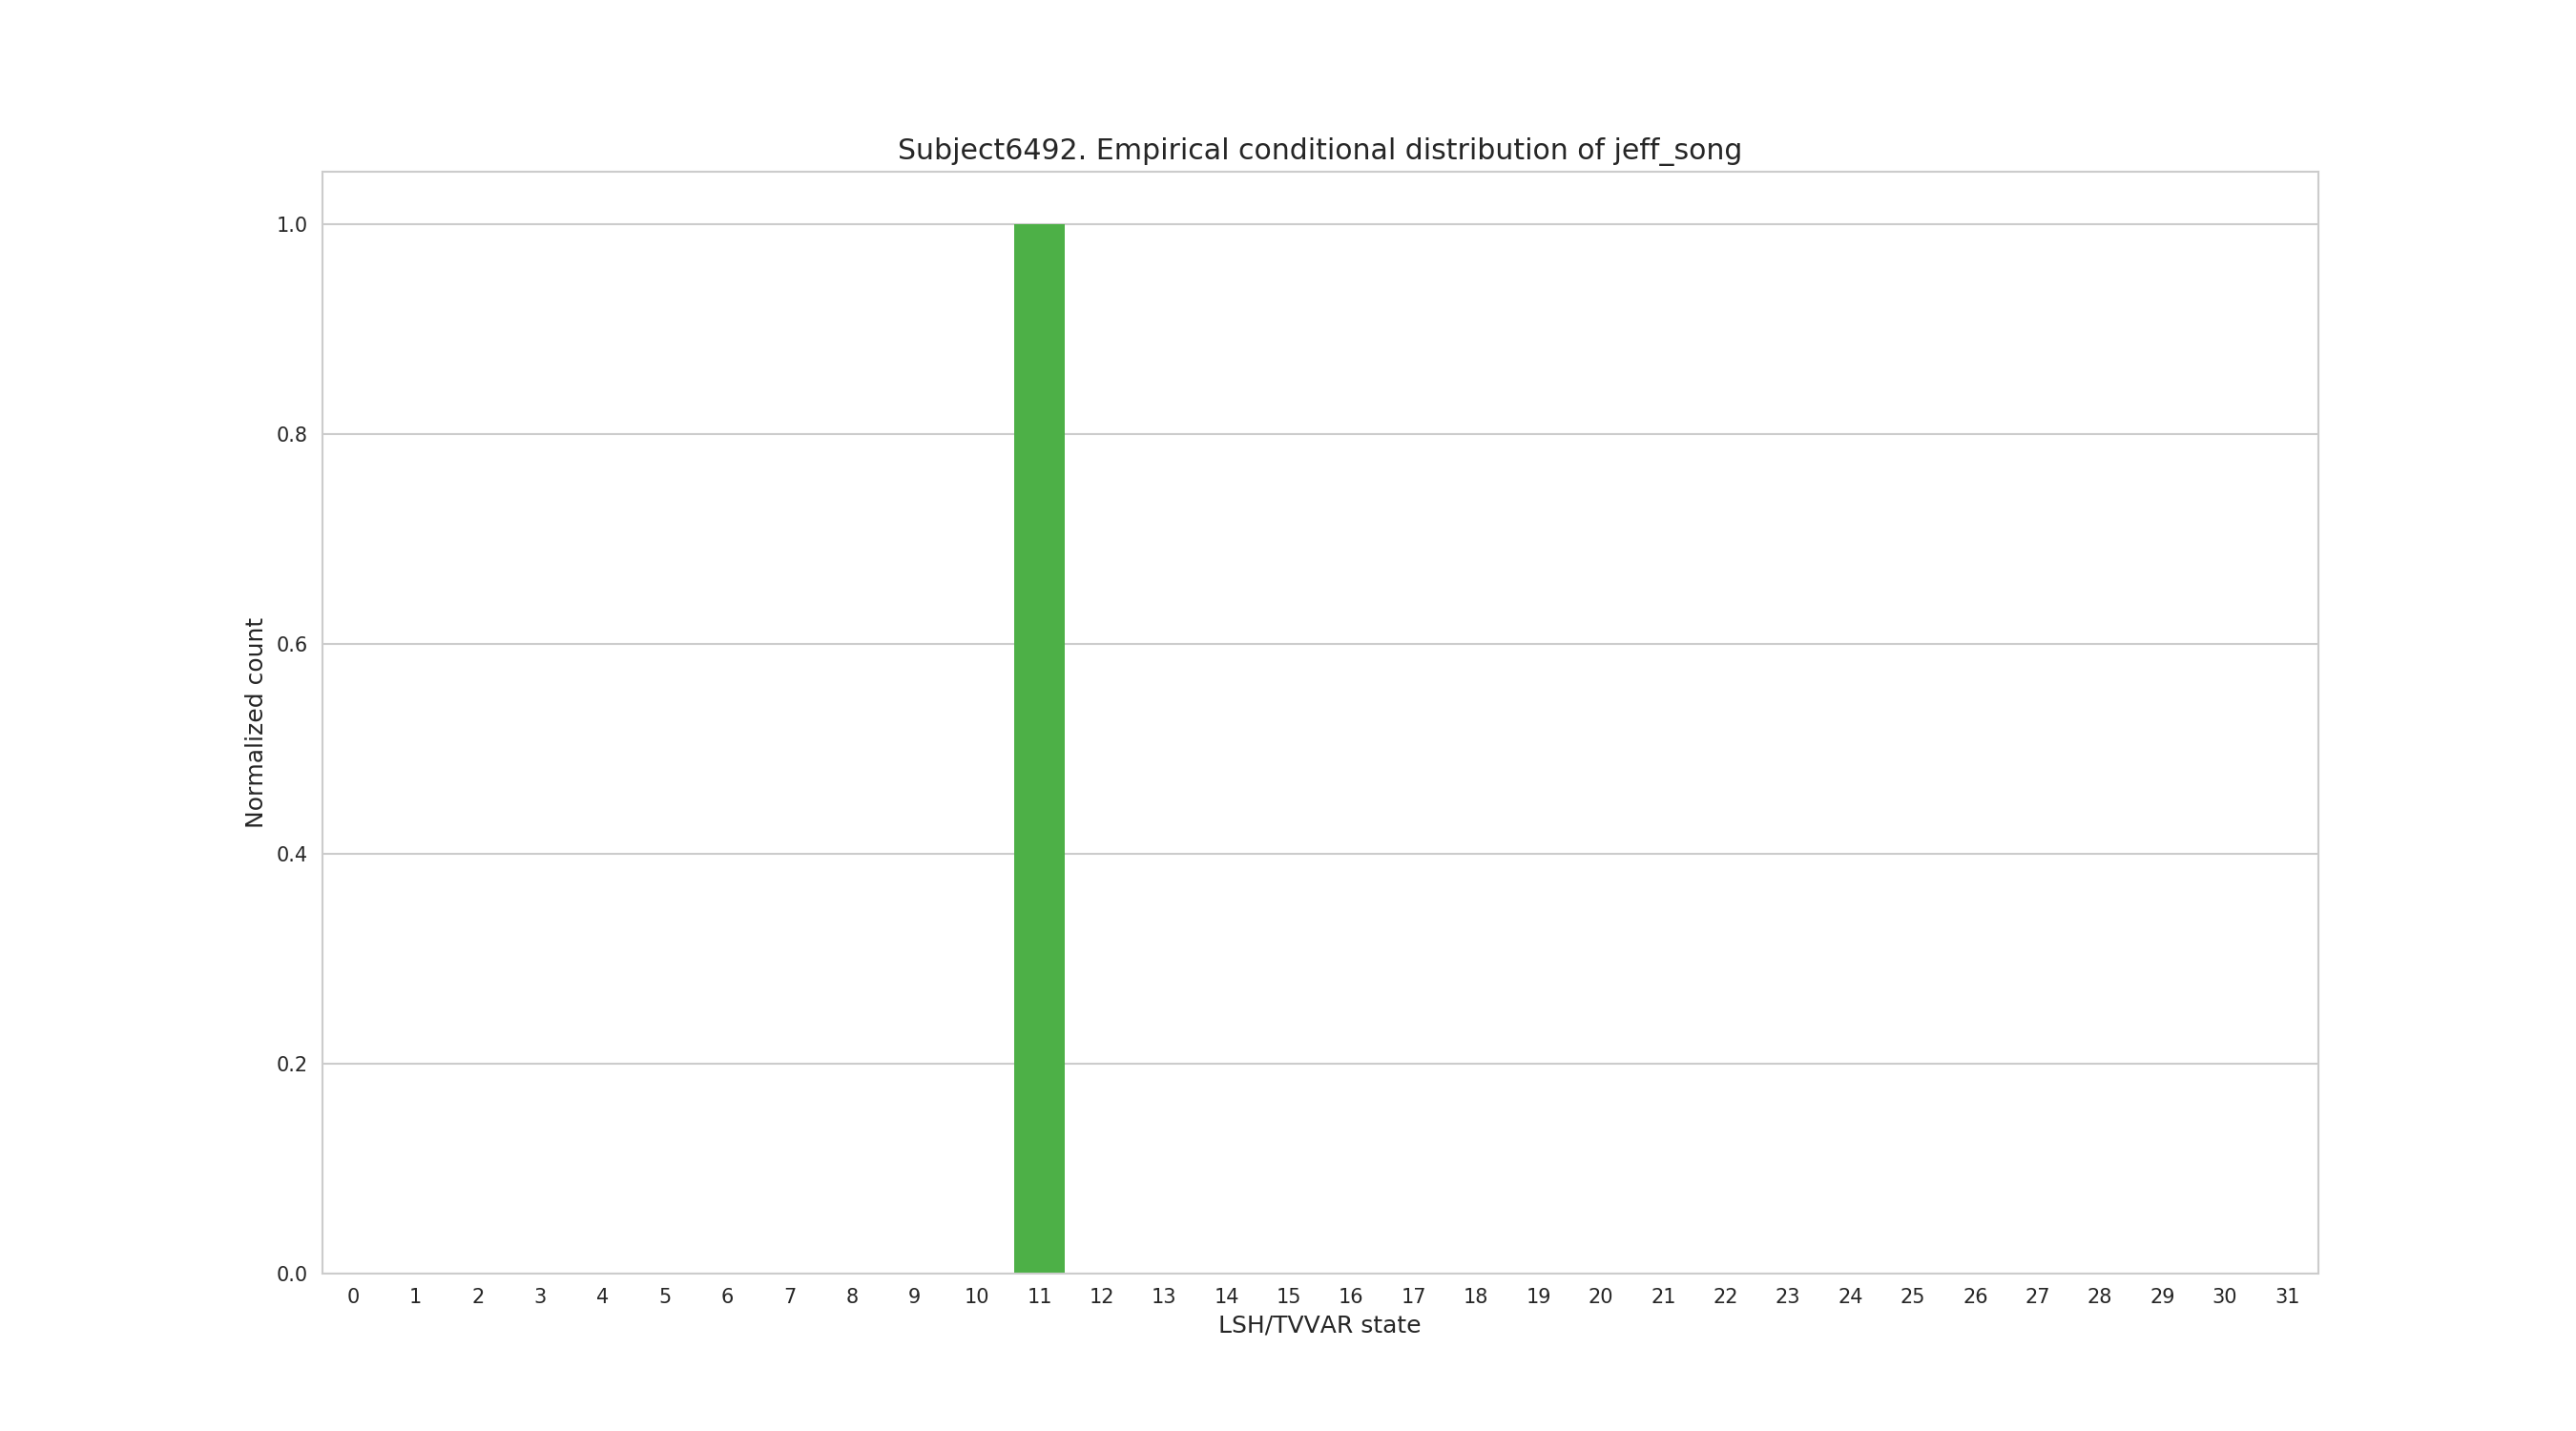 Subject6492. Empirical conditional distribution of jeff_song
1.0
0.8
0.6
0.4
0.2
0.0
Normalized count
0 1 2 3 4 5 6 7 8 9 10 11 12 13 14 15 16 17 18 19 20 21 22 23 24 25 26 27 28 29 30 31
LSH/TVVAR state